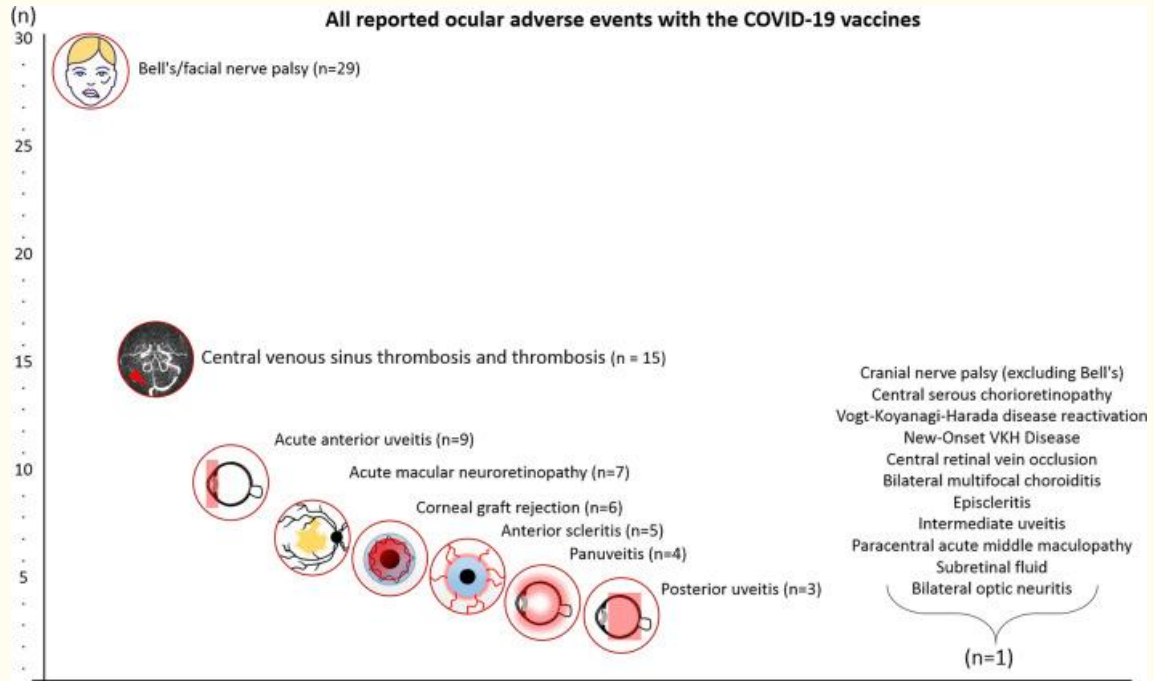 (n)
All reported ocular adverse events with the COVID-19 vaccines
30
Bell's/facial nerve palsy (n=29)
25
20
15
Central venous sinus thrombosis and thrombosis (n = 15)
Cranial nerve palsy (excluding Bell's)
Central serous chorioretinopathy
Vogt-Koyanagi-Harada disease reactivation
New-Onset VKH Disease
Central retinal vein occlusion
Bilateral multifocal choroiditis
Episcleritis
Intermediate uveitis
Paracentral acute middle maculopathy
Subretinal fluid
Bilateral optic neuritis
(n=1)
Acute anterior uveitis (n=9)
10
Acute macular neuroretinopathy (n=7)
Corneal graft rejection (n=6)
Anterior scleritis (n=5)
Panuveitis (n=4)
5
Posterior uveitis (n=3)